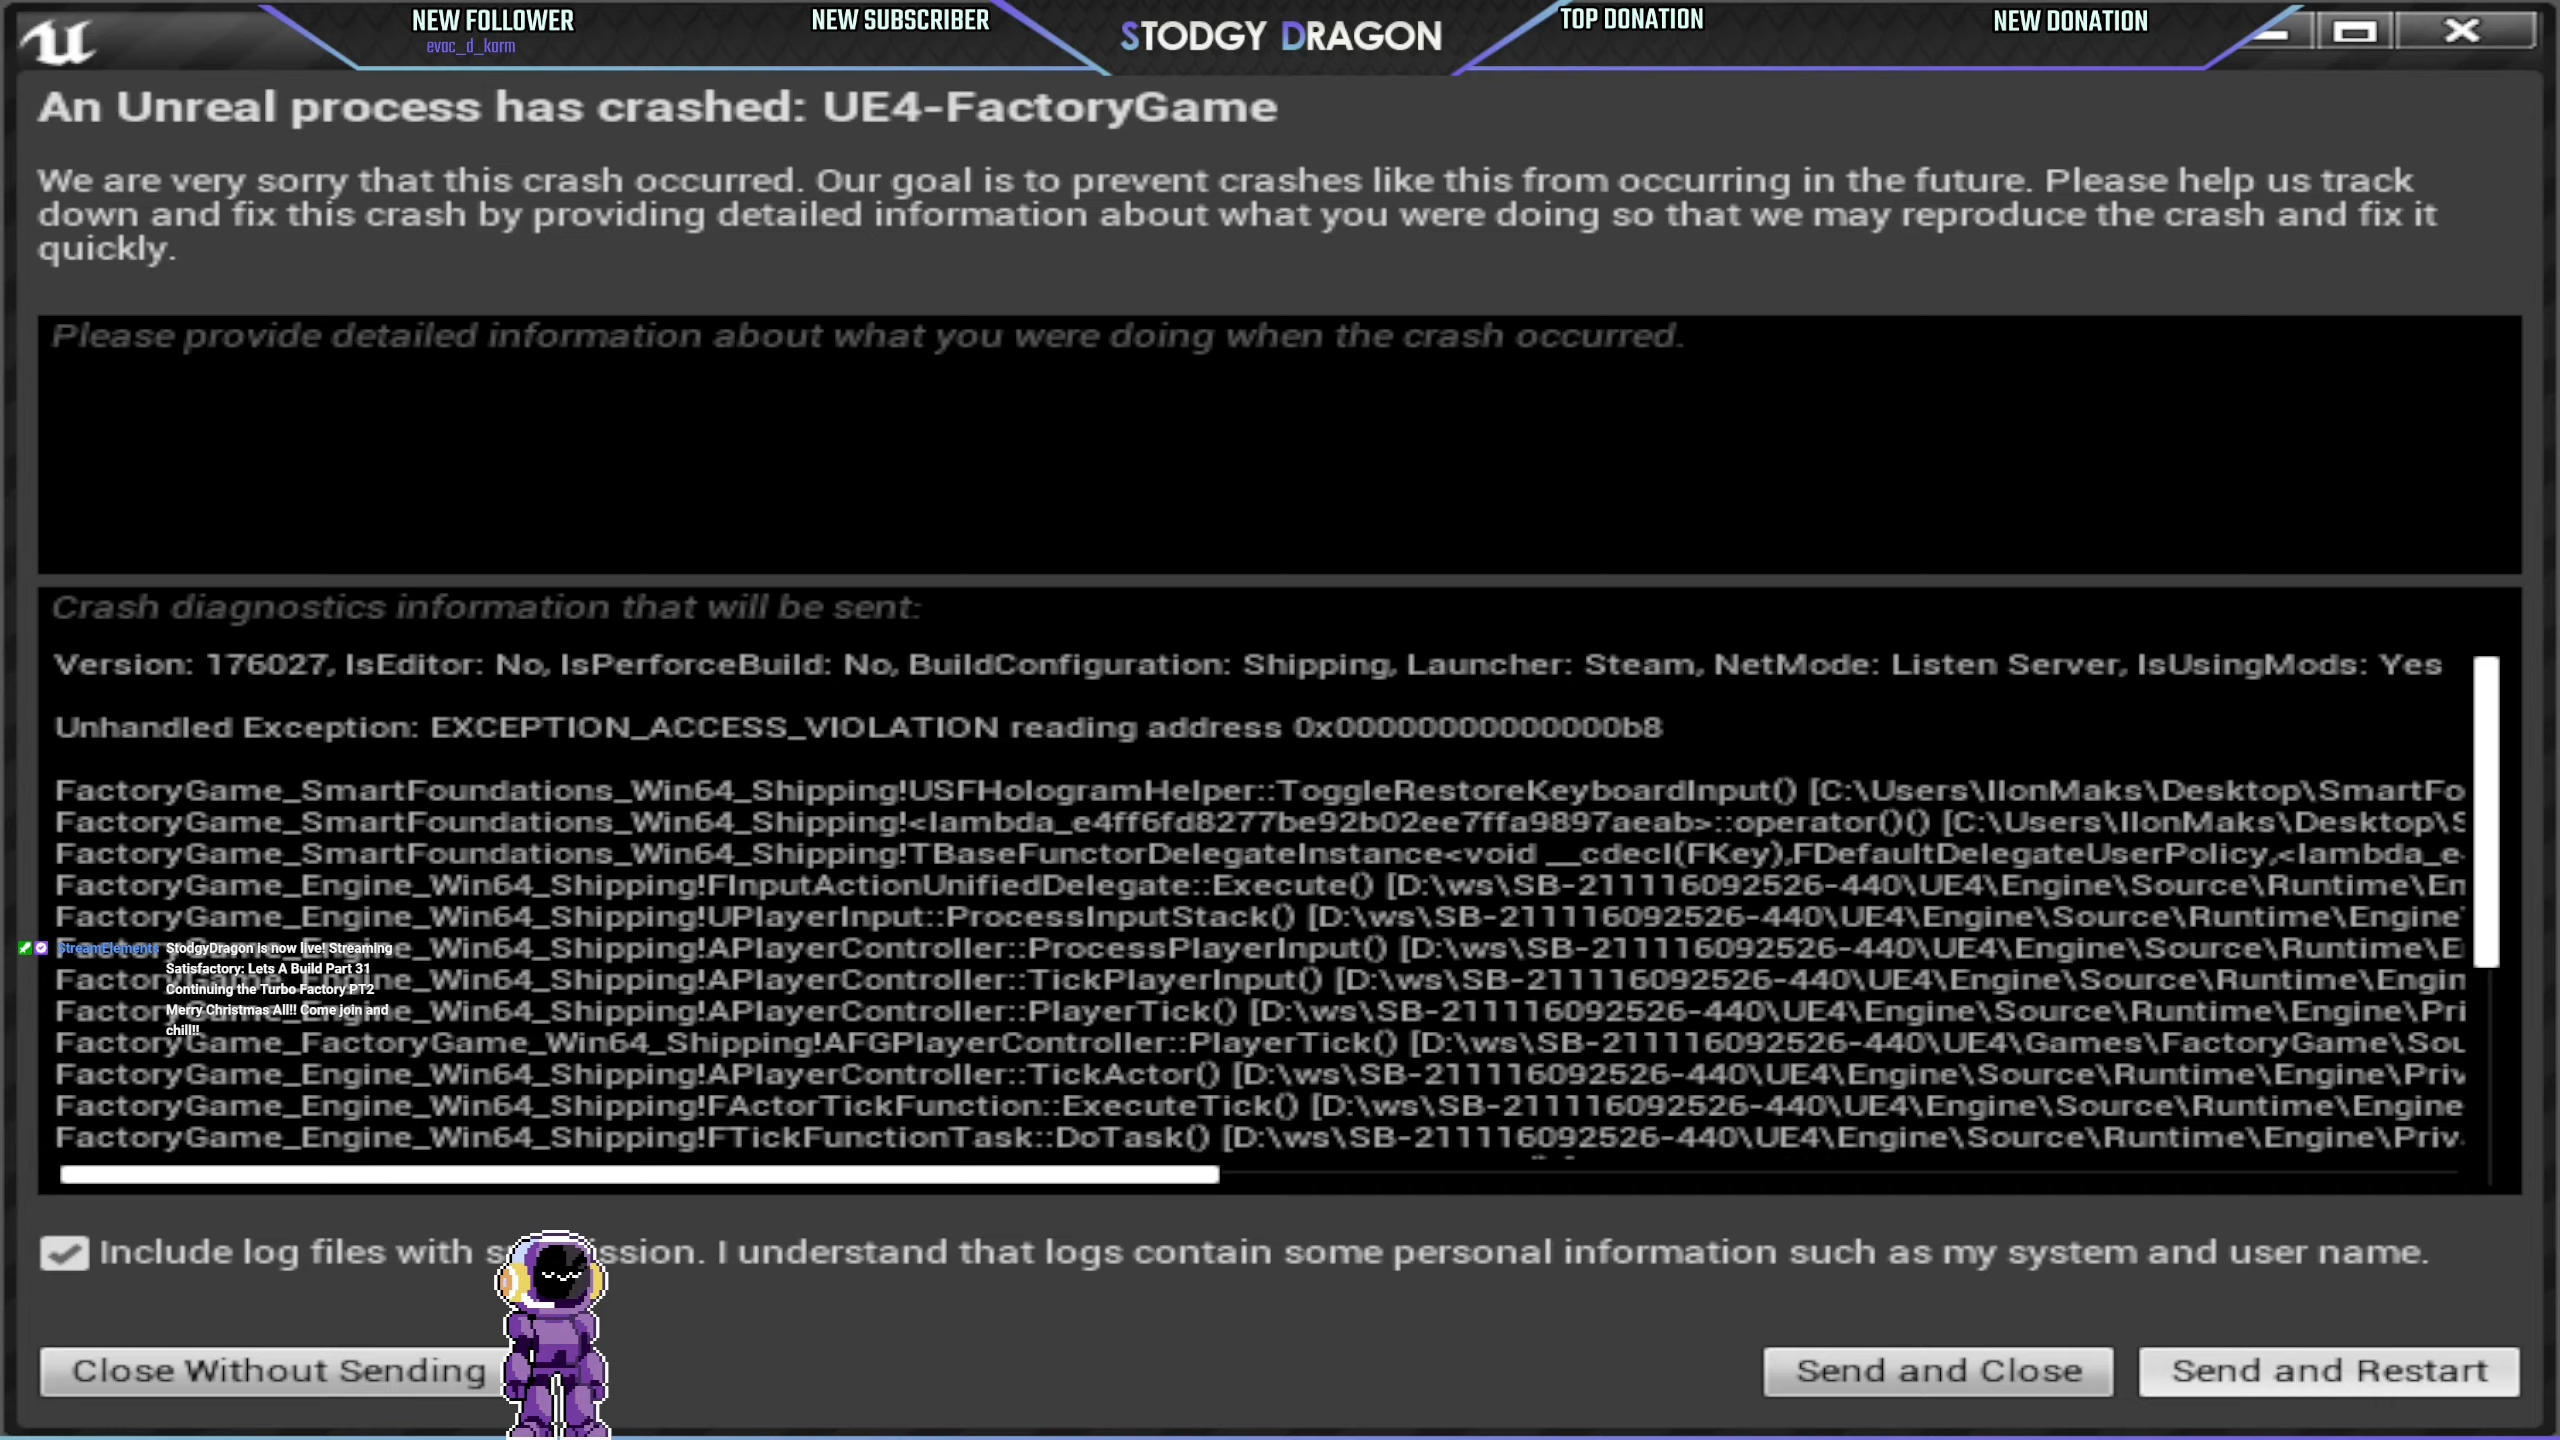 NEW FOLLOWER
evac_d_karm
NEW SUBSCRIBER
STODGY DRAGON
TOP DONATION
NEW DONATION
An Unreal process has crashed: UE4-FactoryGame
We are very sorry that this crash occurred. Our goal is to prevent crashes like this from occurring in the future. Please help us track
down and fix this crash by providing detailed information about what you were doing so that we may reproduce the crash and fix it
quickly.
Please provide detailed information about what you were doing when the crash occurred.
Crash diagnostics information that will be sent:
Version: 176027, IsEditor: No, IsPerforceBuild: No, BuildConfiguration: Shipping, Launcher: Steam, NetMode: Listen Server, IsUsingMods: Yes
Unhandled Exception: EXCEPTION_ACCESS_VIOLATION reading address 0x00000000000000b8
FactoryGame_SmartFoundations_Win64_Shipping!USFHologramHelper::ToggleRestoreKeyboardInput() [C:\Users\IlonMaks\Desktop\SmartFo
FactoryGame_SmartFoundations_Win64_Shipping!<lambda_e4ff6fd8277be92b02ee7ffa9897aeab>::operator()() [C:\Users\IlonMaks\Desktop\S
FactoryGame_SmartFoundations_Win64_Shipping!TBaseFunctorDelegateInstance<void __cdecl(FKey),FDefaultDelegateUserPolicy,<lambda_e
FactoryGame_Engine_Win64_Shipping!FInputActionUnifiedDelegate::Execute() [D:\ws\SB-211116092526-440\UE4\Engine\Source\Runtime\En
FactoryGame_Engine_Win64_Shipping!UPlayerInput::ProcessInputStack() [D:\ws\SB-211116092526-440\UE4\Engine\Source\Runtime\Engine
Engine_Win64_Shipping!APlayerController::ProcessPlayerInput() [D:\ws\SB-211116092526-440\UE4\Engine\Source\Runtime\E
Engine_Win64_Shipping!APlayerController::TickPlayerInput() [D:\ws\SB-211116092526-440\UE4\Engine\Source\Runtime\Engin
Engine_Win64_Shipping!APlayerController::PlayerTick() [D:\ws\SB-211116092526-440\UE4\Engine\Source\Runtime\Engine\Pri
StreamElements StodgyDragon is now live! Streaming
Satisfactory: Lets A Build Part 31
Continuing the Turbo Factory PT2
Merry Christmas All!! Come join and
chill!!
FactoryGame_FactoryGame_Win64_Shipping!AFGPlayerController::PlayerTick() [D:\ws\SB-211116092526-440\UE4\Games\FactoryGame\Sou
FactoryGame_Engine_Win64_Shipping!APlayerController::TickActor() [D:\ws\SB-211116092526-440\UE4\Engine\Source\Runtime\Engine\Priv
FactoryGame_Engine_Win64_Shipping!FActorTickFunction::ExecuteTick() [D:\ws\SB-211116092526-440\UE4\Engine\Source\Runtime\Engine
FactoryGame_Engine_Win64_Shipping!FTickFunctionTask::DoTask() [D:\ws\SB-211116092526-440\UE4\Engine\Source\Runtime\Engine\Priv
Include log files with s ission. I understand that logs contain some personal information such as my system and user name.
Close Without Sending
Send and Close
Send and Restart